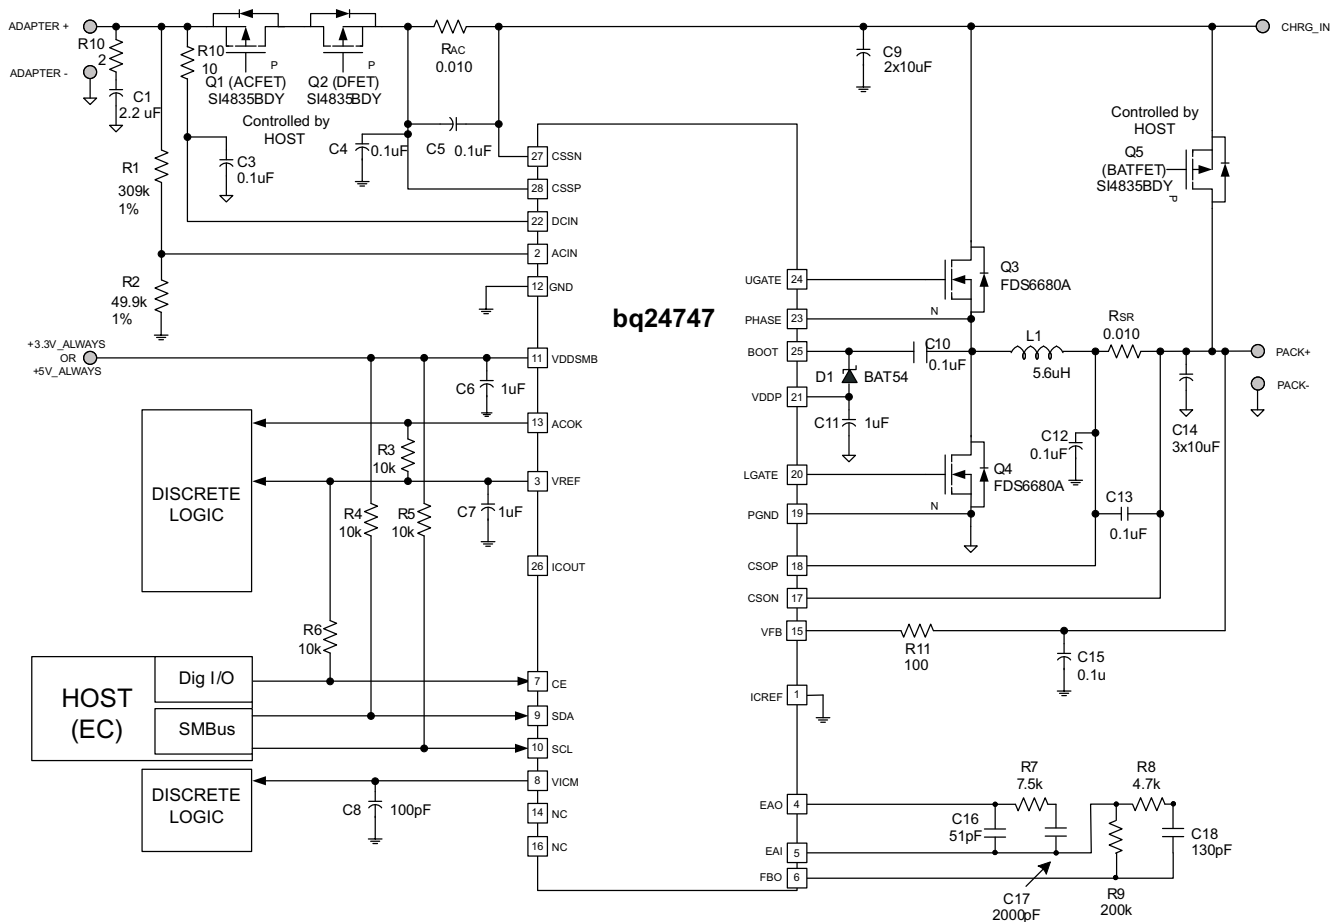 ADAPTER +
R10
2
ADAPTER -
C1
2.2 uF
R10
10
P
Q1 (ACFET)
SI4835BDY
P
Q2 (DFET)
SI4835BDY
Controlled by
HOST
RAC
0.010
C9
2x10uF
CHRG_IN
Controlled by
HOST
Q5
(BATFET)
SI4835BDY
P
C4
0.1uF
C5
0.1uF
C3
0.1uF
R1
309k
1%
R2
49.9k
1%
27 CSSN
28 CSSP
22 DCIN
2 ACIN
12 GND
bq24747
+3.3V_ALWAYS
OR
+5V_ALWAYS
11 VDDSMB
C6
1uF
13 ACOK
R3
10k
DISCRETE
LOGIC
3 VREF
R4
10k
R5
10k
C7
1uF
26 ICOUT
R6
10k
HOST
(EC)
Dig I/O
SMBus
7 CE
9 SDA
10 SCL
DISCRETE
LOGIC
8 VICM
C8
100pF
14 NC
16 NC
UGATE 24
Q3
FDS6680A
N
PHASE 23
BOOT 25
C10
0.1uF
L1
5.6uH
RSR
0.010
PACK+
D1
BAT54
VDDP 21
C11
1uF
PACK-
C14
3x10uF
C12
0.1uF
LGATE 20
Q4
FDS6680A
N
PGND 19
C13
0.1uF
CSOP 18
CSON 17
VFB 15
R11
100
C15
0.1u
ICREF 1
EAO 4
R7
7.5k
R8
4.7k
C16
51pF
C18
130pF
EAI 5
FBO 6
C17
2000pF
R9
200k